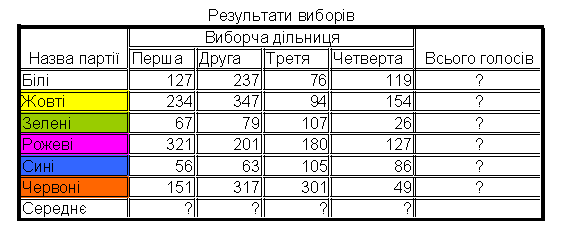 Результати виборів
Виборча дільниця
Назва партії Перша Друга Третя Четверта Всього голосів
Білі 127 237 76 119 ?
Жовті 234 347 94 154 ?
Зелені 67 79 107 26 ?
Рожеві 321 201 180 127 ?
Сині 56 63 105 86 ?
Червоні 151 317 301 49 ?
Середнє ? ? ? ?